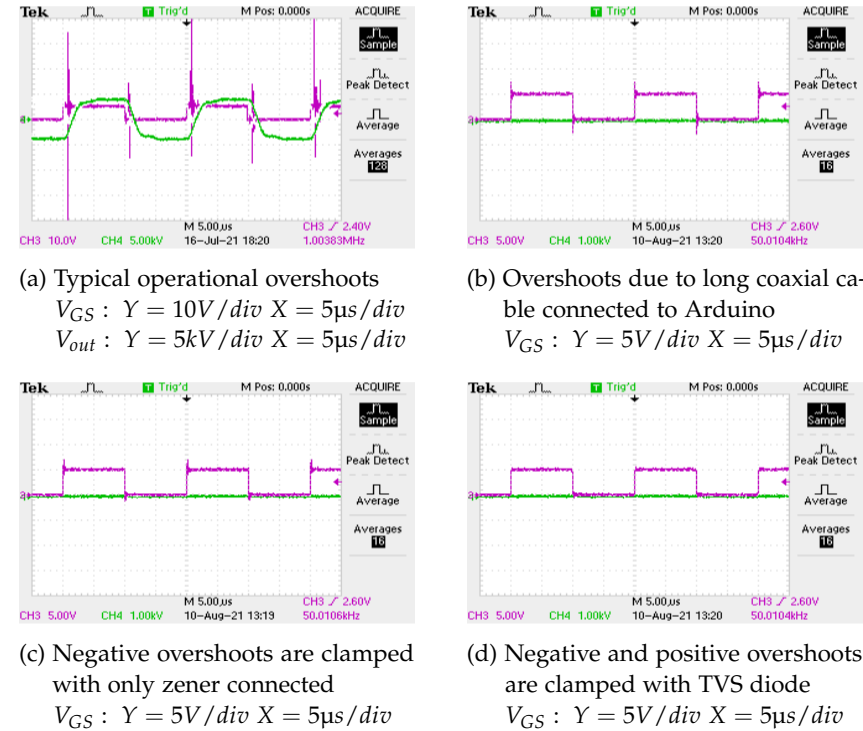 Tek T Trig'd M Pos: 0.000s ACQUIRE
Sample
Peak Detect
Average
Averages
128
M 5.00µs CH3 ∫ 2.40V
CH3 10.0V CH4 5.00kV 16-Jul-21 18:20 1.00383MHz
(a) Typical operational overshoots
V_GS : Y = 10V/div X = 5µs/div
V_out : Y = 5kV/div X = 5µs/div
Tek T Trig'd M Pos: 0.000s ACQUIRE
Sample
Peak Detect
Average
Averages
16
M 5.00µs CH3 ∫ 2.60V
CH3 5.00V CH4 1.00kV 10-Aug-21 13:20 50.0104kHz
(b) Overshoots due to long coaxial ca-
ble connected to Arduino
V_GS : Y = 5V/div X = 5µs/div
Tek T Trig'd M Pos: 0.000s ACQUIRE
Sample
Peak Detect
Average
Averages
16
M 5.00µs CH3 ∫ 2.60V
CH3 5.00V CH4 1.00kV 10-Aug-21 13:19 50.0106kHz
(c) Negative overshoots are clamped
with only zener connected
V_GS : Y = 5V/div X = 5µs/div
Tek T Trig'd M Pos: 0.000s ACQUIRE
Sample
Peak Detect
Average
Averages
16
M 5.00µs CH3 ∫ 2.60V
CH3 5.00V CH4 1.00kV 10-Aug-21 13:20 50.0104kHz
(d) Negative and positive overshoots
are clamped with TVS diode
V_GS : Y = 5V/div X = 5µs/div